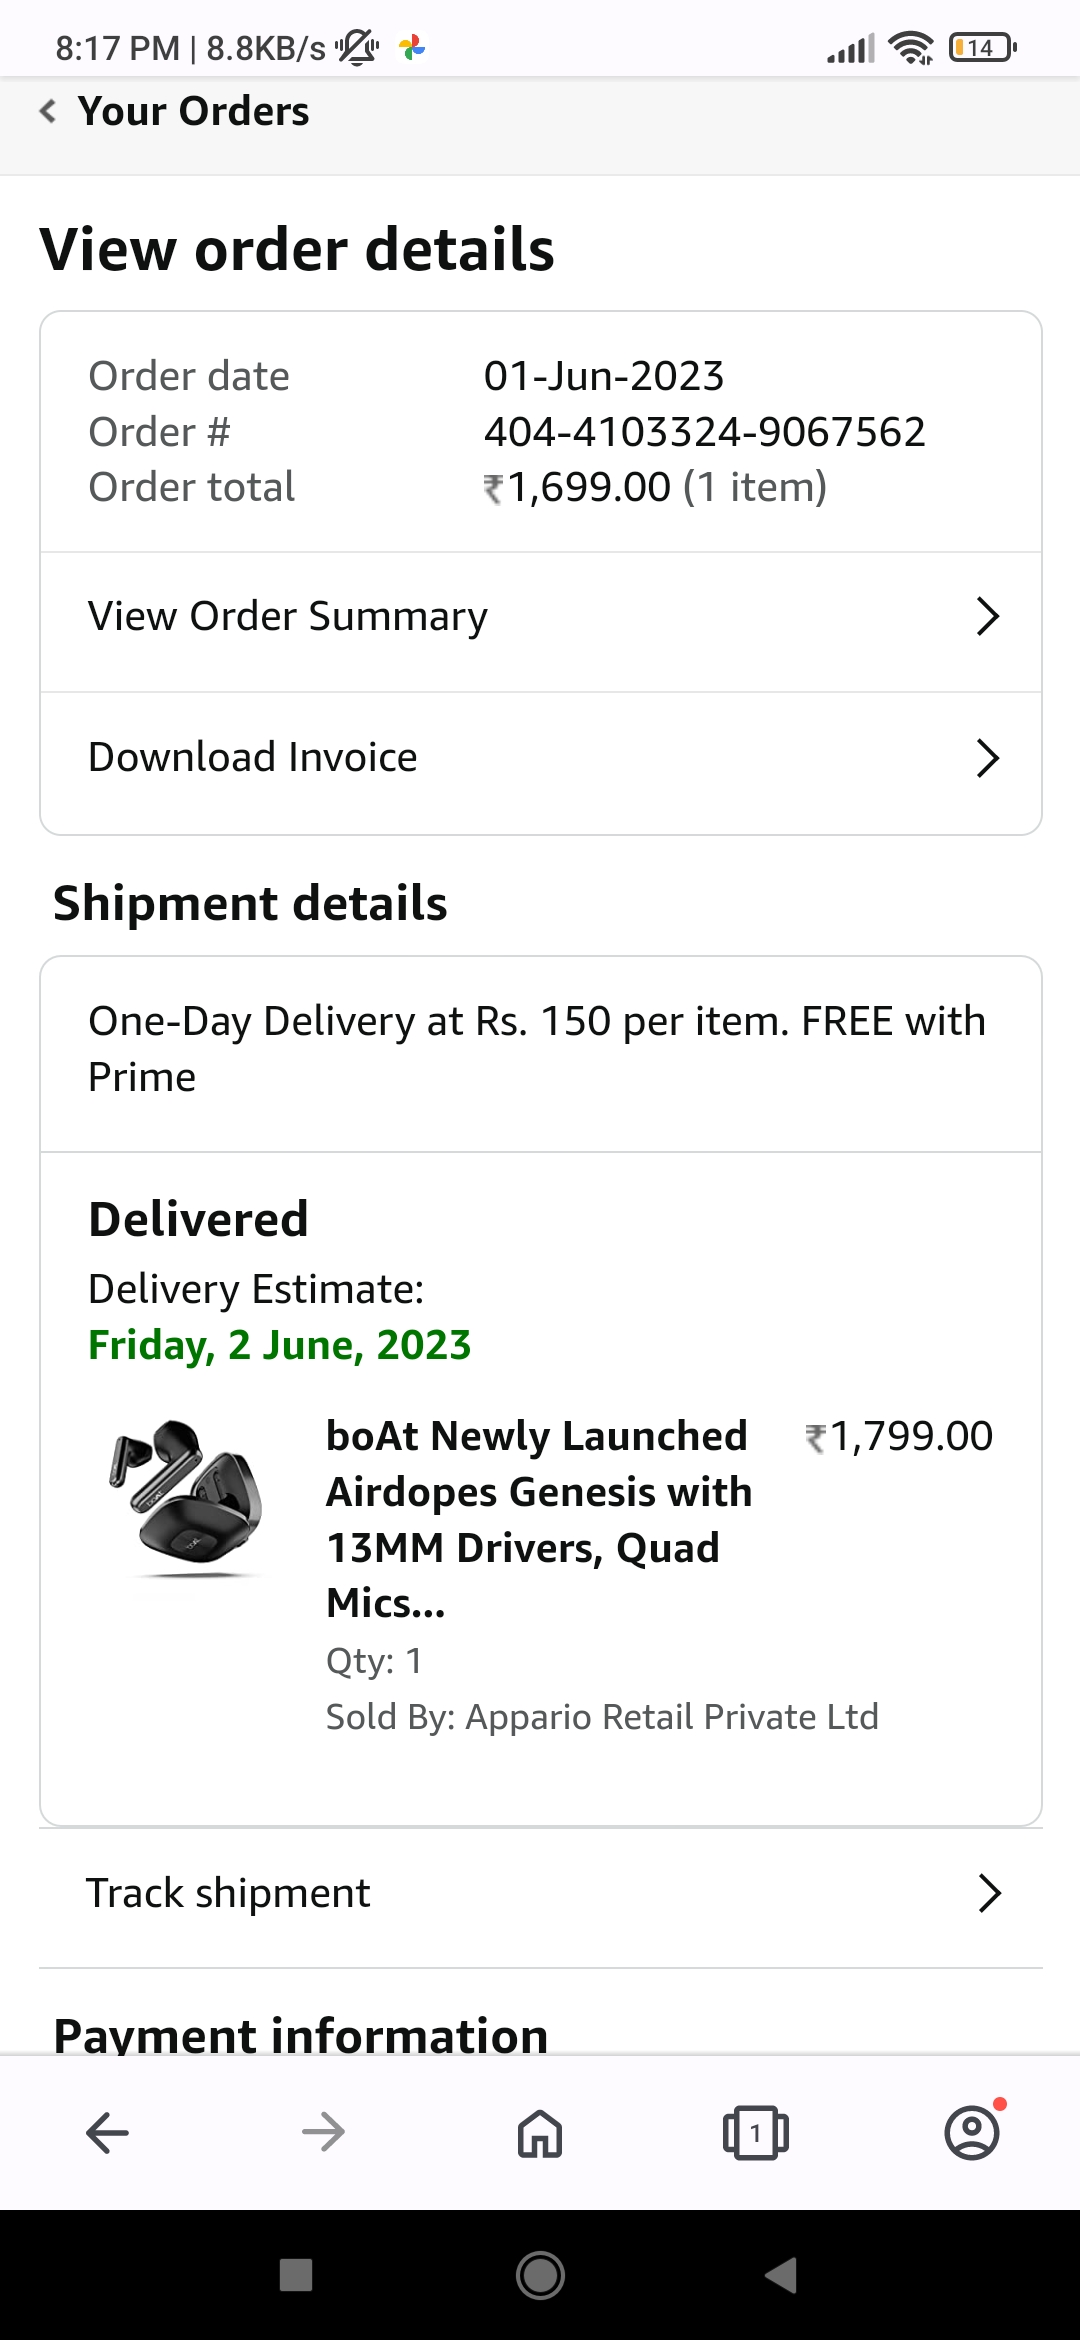 8:17 PM | 8.8KB/s
14
Your Orders
View order details
Order date 01-Jun-2023
Order # 404-4103324-9067562
Order total ₹1,699.00 (1 item)
View Order Summary
Download Invoice
Shipment details
One-Day Delivery at Rs. 150 per item. FREE with
Prime
Delivered
Delivery Estimate:
Friday, 2 June, 2023
boAt Newly Launched ₹1,799.00
Airdopes Genesis with
13MM Drivers, Quad
Mics...
Qty: 1
Sold By: Appario Retail Private Ltd
Track shipment
Payment information
1